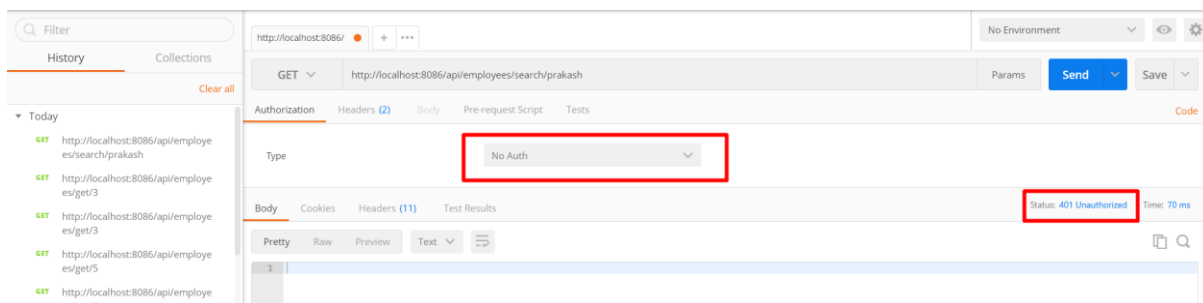 Filter
No Environment
http://localhost:8086/
History Collections
GET http://localhost:8086/api/employees/search/prakash Params Send Save
Clear all
Authorization Headers (2) Body Pre-request Script Tests Code
Today
GET http://localhost:8086/api/employe
es/search/prakash
Type No Auth
GET http://localhost:8086/api/employe
es/get/3
Body Cookies Headers (11) Test Results Status: 401 Unauthorized Time: 70 ms
GET http://localhost:8086/api/employe
es/get/3
Pretty Raw Preview Text
GET http://localhost:8086/api/employe
es/get/5
1
GET http://localhost:8086/api/employe